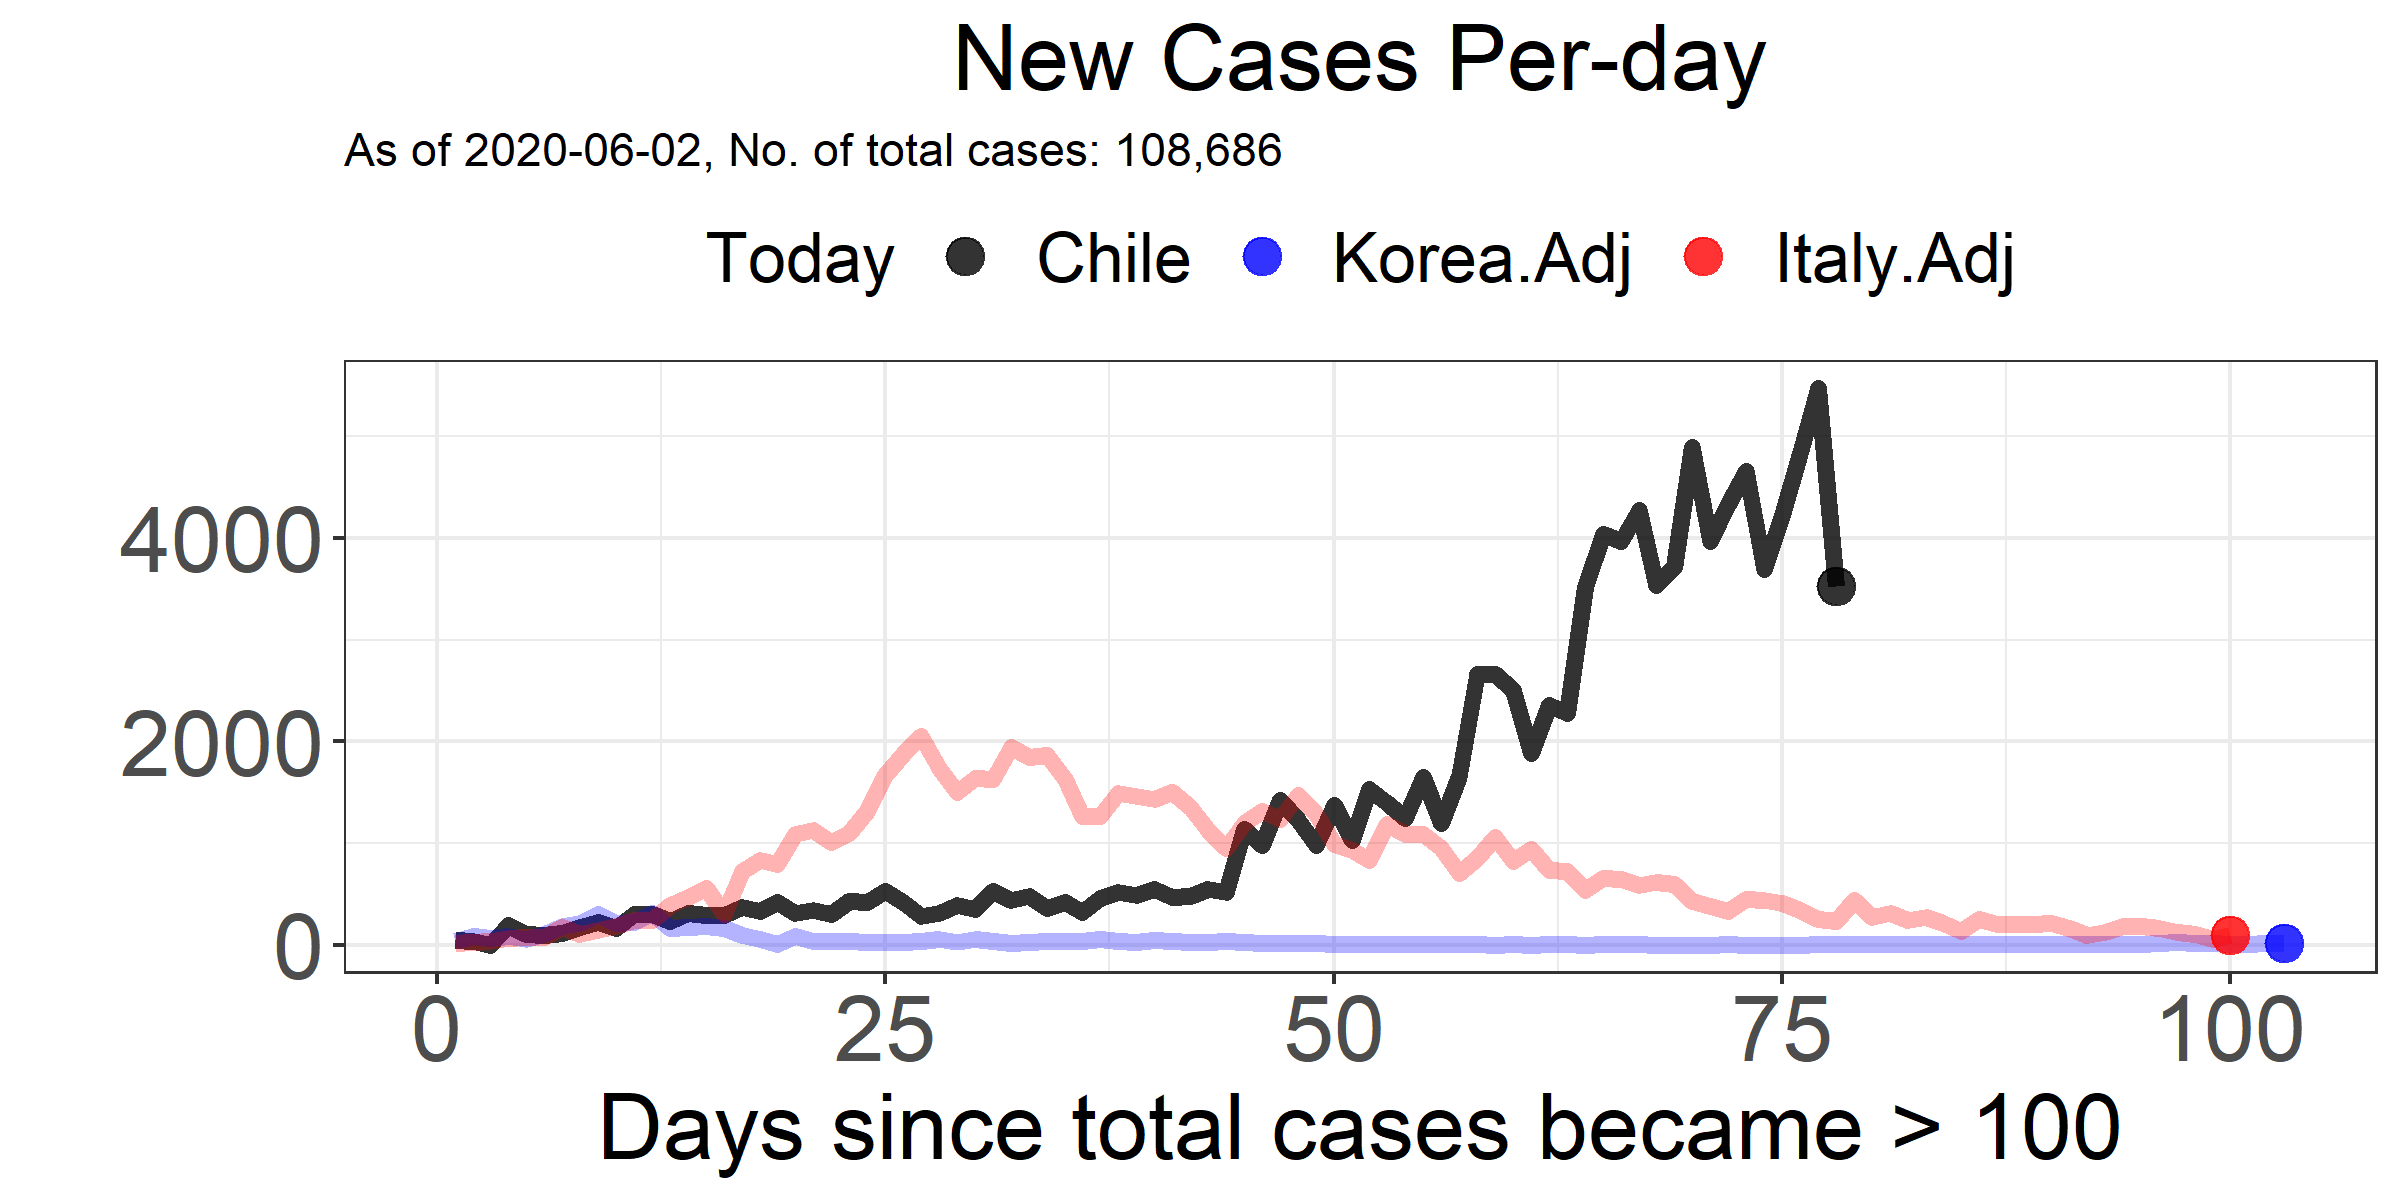 New Cases Per-day
As of 2020-06-02, No. of total cases: 108,686
Today Chile Korea.Adj Italy.Adj
4000
2000
0
0 25 50 75 100
Days since total cases became > 100